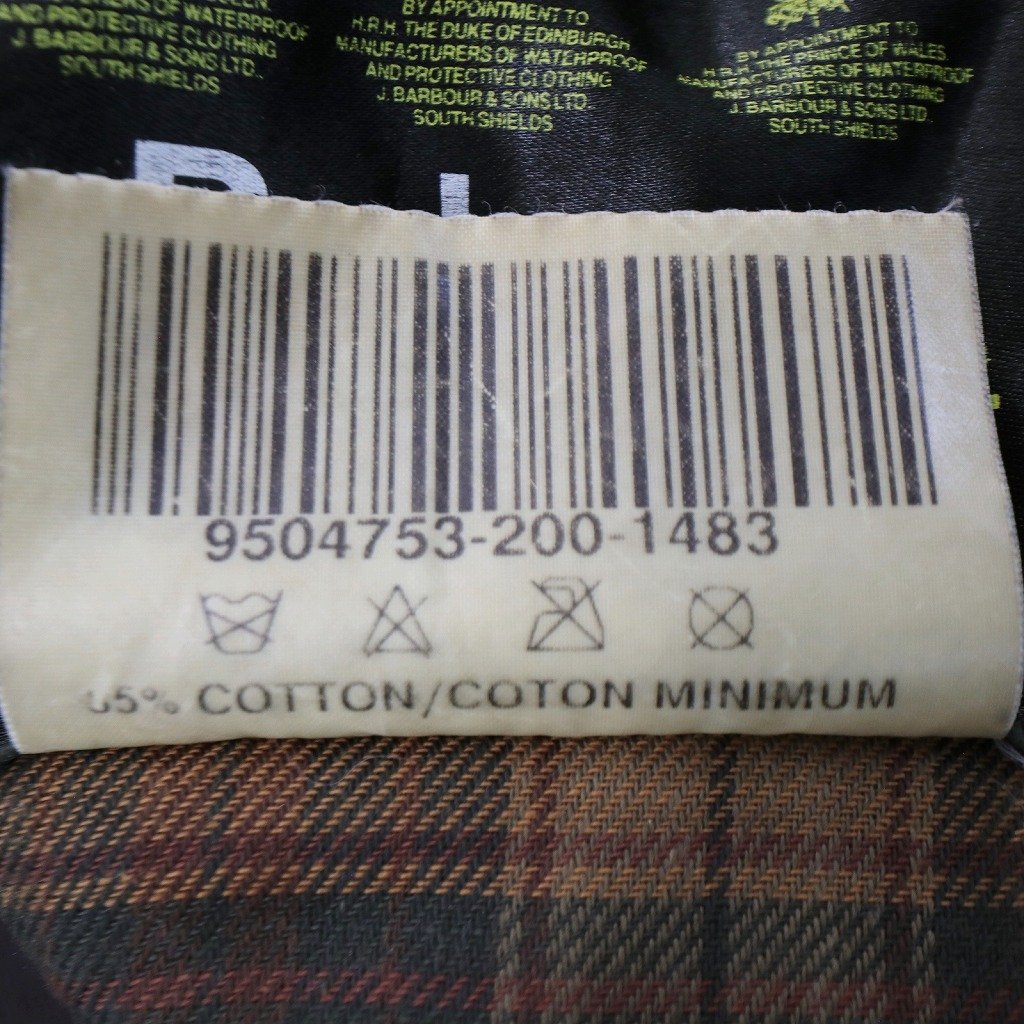 MANUFACTURERS OF WATERPROOF
AND PROTECTIVE CLOTHING
J. BARBOUR & SONS LTD.
SOUTH SHIELDS
BY APPOINTMENT TO
H.R.H. THE DUKE OF EDINBURGH
MANUFACTURERS OF WATERPROOF
AND PROTECTIVE CLOTHING
J. BARBOUR & SONS LTD.
SOUTH SHIELDS
BY APPOINTMENT TO
H.R.H. THE PRINCE OF WALES
MANUFACTURERS OF WATERPROOF
AND PROTECTIVE CLOTHING
J. BARBOUR & SONS LTD.
SOUTH SHIELDS
9504753-200-1483
COTTON/COTON MINIMUM